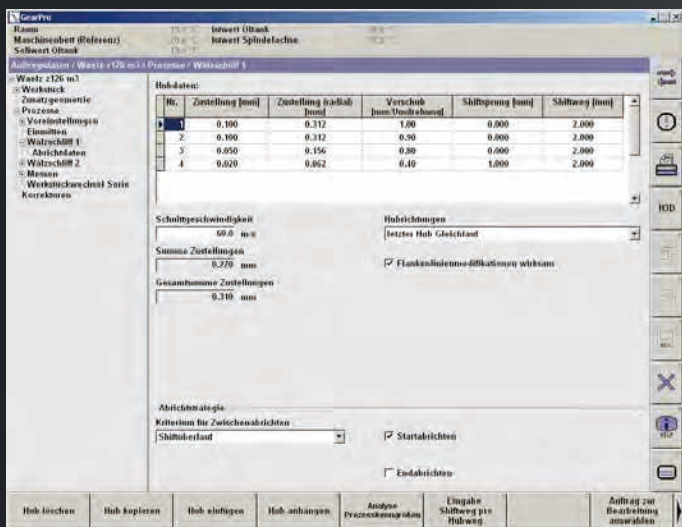 GearPro
Raum °C Istwert Öltank °C
Maschinenbett (Referenz) °C Istwert Spindelachse °C
Sollwert Öltank °C
Auftragsdaten / Waelz z126 m3 / Prozesse / Wälzschliff 1
Waelz z126 m3
Werkstück
Zusatzgeometrie
Prozesse
Voreinstellungen
Einmitten
Wälzschliff 1
Abrichtdaten
Wälzschliff 2
Messen
Werkstückwechsel Serie
Korrekturen
Hubdaten:
Nr. Zustellung [mm] Zustellung (radial) [mm] Vorschub [mm/Umdrehung] Shiftsprung [mm] Shiftweg [mm]
1 0.100 0.312 1.00 0.000 2.000
2 0.100 0.312 0.90 0.000 2.000
3 0.050 0.156 0.80 0.000 2.000
4 0.020 0.062 0.40 1.000 2.000
Schnittgeschwindigkeit
60.0 m/s
Hubrichtungen
letzter Hub Gleichlauf
Summe Zustellungen
0.270 mm
Flankenlinienmodifikationen wirksam
Gesamtsumme Zustellungen
0.310 mm
Abrichtstrategie
Kriterium für Zwischenabrichten
Shiftüberlauf
Startabrichten
Endabrichten
HELP
Hub löschen
Hub kopieren
Hub einfügen
Hub anhängen
Analyse Prozesskenngrößen
Eingabe Shiftweg pro Hubweg
Auftrag zur Bearbeitung auswählen